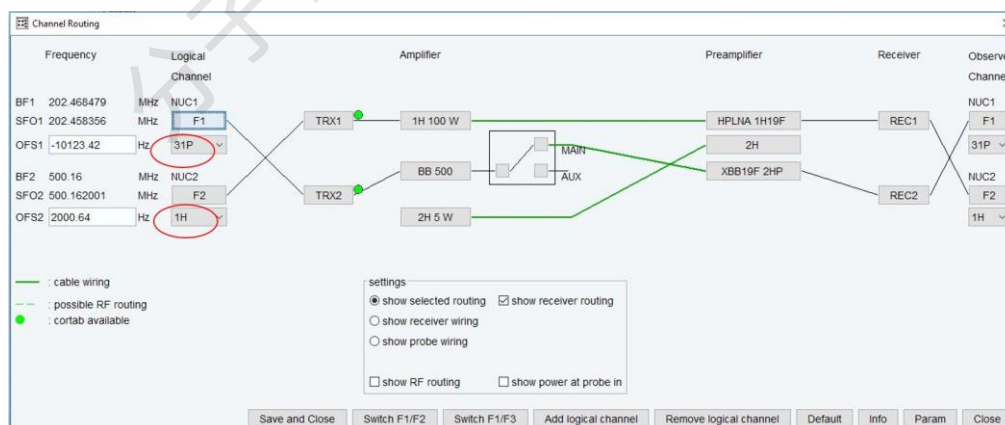 Channel Routing
Frequency Logical Channel Amplifier Preamplifier Receiver Observe Channe
BF1 202.468479 MHz NUC1 NUC1
SFO1 202.458356 MHz F1 TRX1 1H 100 W HPLNA 1H19F REC1 F1
OFS1 -10123.42 Hz 31P 2H 31P
MAIN
BF2 500.16 MHz NUC2 BB 500 AUX XBB19F 2HP NUC2
SFO2 500.162001 MHz F2 TRX2 REC2 F2
OFS2 2000.64 Hz 1H 2H 5 W 1H
: cable wiring
: possible RF routing
: cortab available
settings
show selected routing show receiver routing
show receiver wiring
show probe wiring
show RF routing show power at probe in
Save and Close Switch F1/F2 Switch F1/F3 Add logical channel Remove logical channel Default Info Param Close